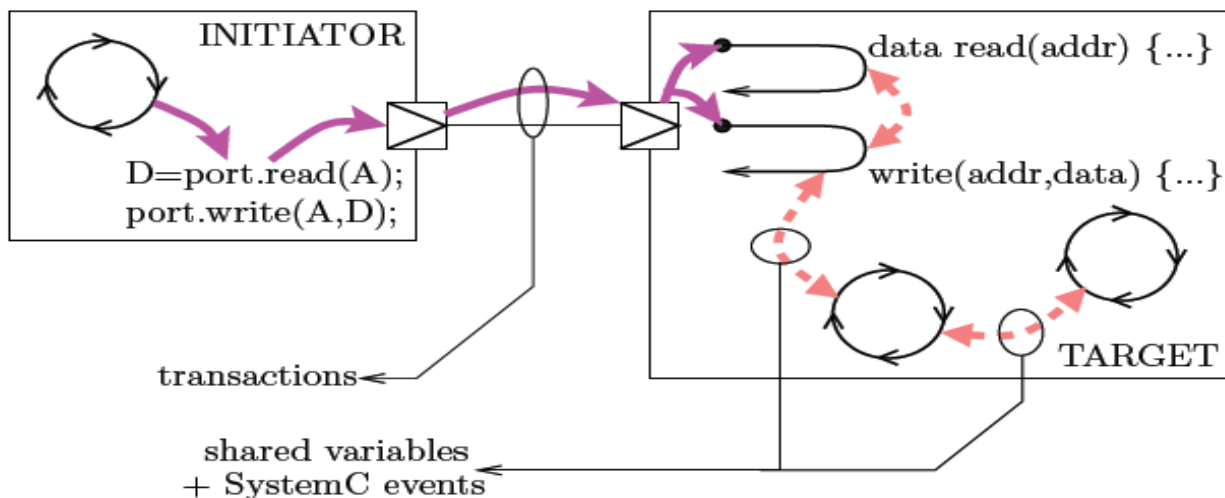 INITIATOR
D=port.read(A);
port.write(A,D);
data read(addr) {...}
write(addr,data) {...}
TARGET
transactions
shared variables
+ SystemC events